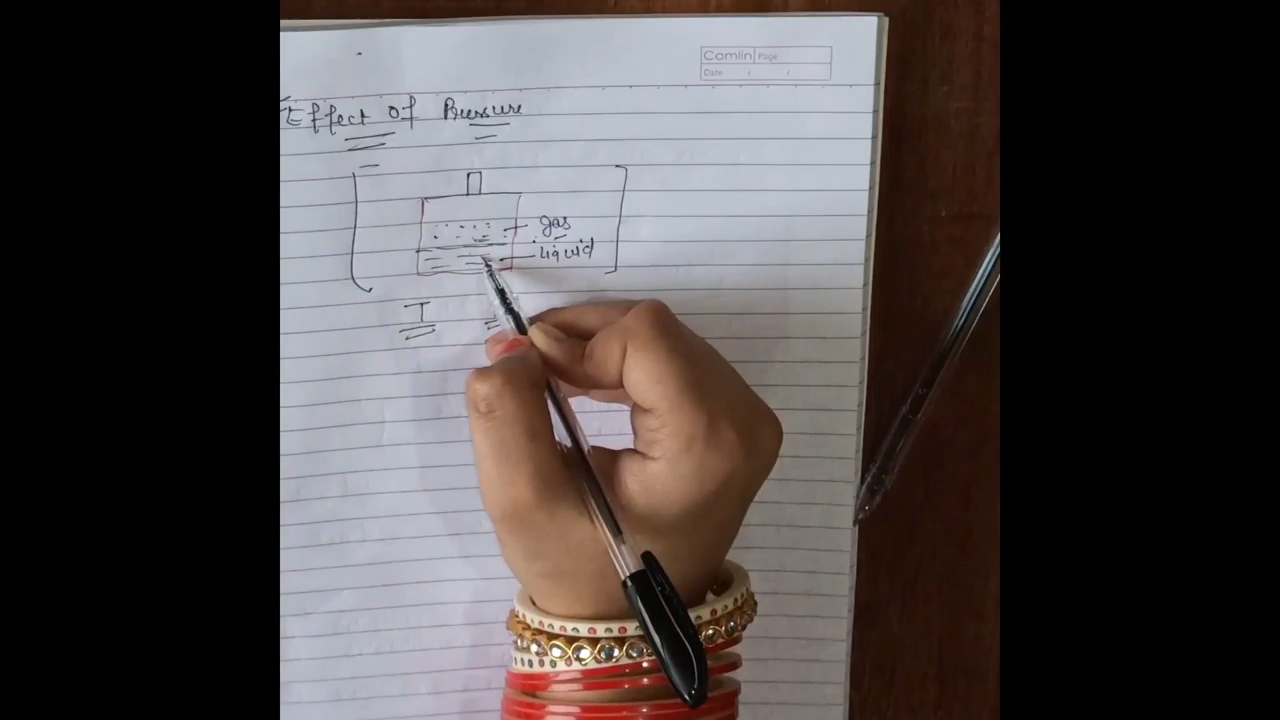 Camlin Page
Date / /
Effect Of Pressure
gas
liquid
T